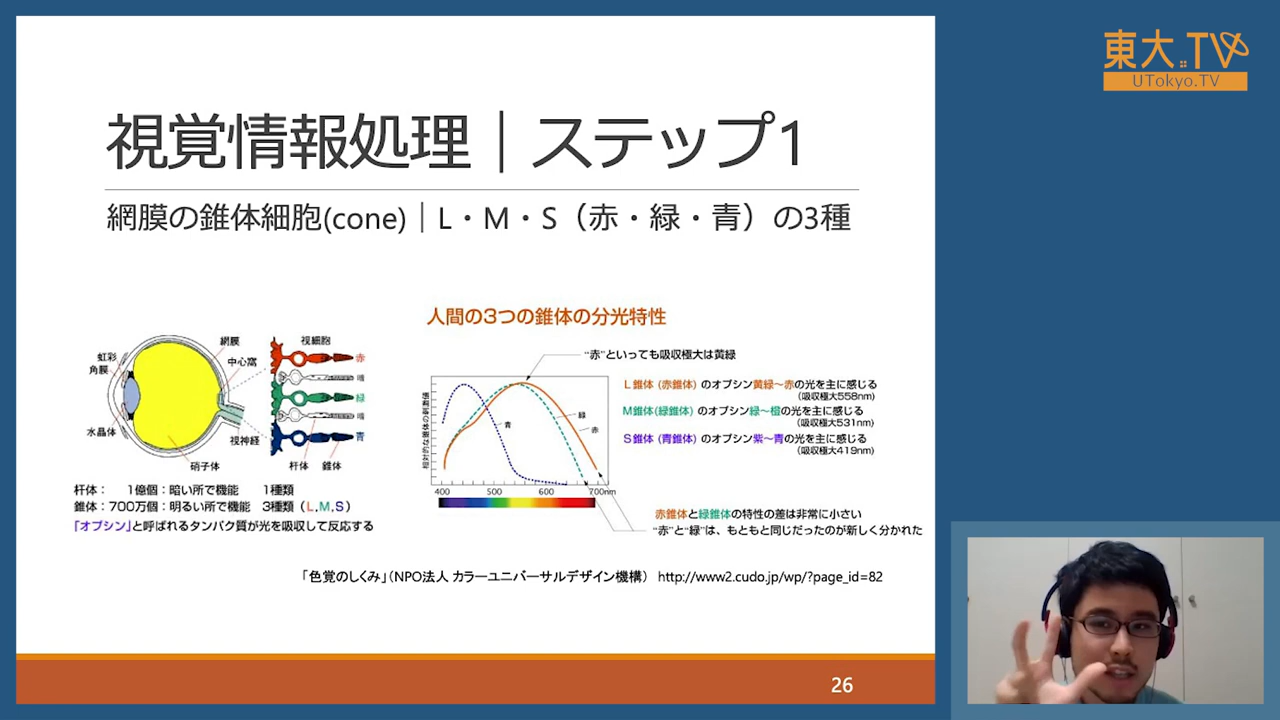 東大TV
UTokyo.TV
視覚情報処理｜ステップ1
網膜の錐体細胞(cone)｜L・M・S（赤・緑・青）の3種
人間の3つの錐体の分光特性
虹彩
角膜
水晶体
網膜
中心窩
視神経
硝子体
視細胞
赤
緑
青
杆体
錐体
杆体： 1億個：暗い所で機能 1種類
錐体：700万個：明るい所で機能 3種類（L,M,S）
「オプシン」と呼ばれるタンパク質が光を吸収して反応する
“赤”といっても吸収極大は黄緑
青
緑
赤
400 500 600 700nm
L錐体(赤錐体)のオプシン黄緑〜赤の光を主に感じる
(吸収極大558nm)
M錐体(緑錐体)のオプシン緑〜橙の光を主に感じる
(吸収極大531nm)
S錐体(青錐体)のオプシン紫〜青の光を主に感じる
(吸収極大419nm)
赤錐体と緑錐体の特性の差は非常に小さい
“赤”と“緑”は、もともと同じだったのが新しく分かれた
「色覚のしくみ」（NPO法人 カラーユニバーサルデザイン機構） http://www2.cudo.jp/wp/?page_id=82
26